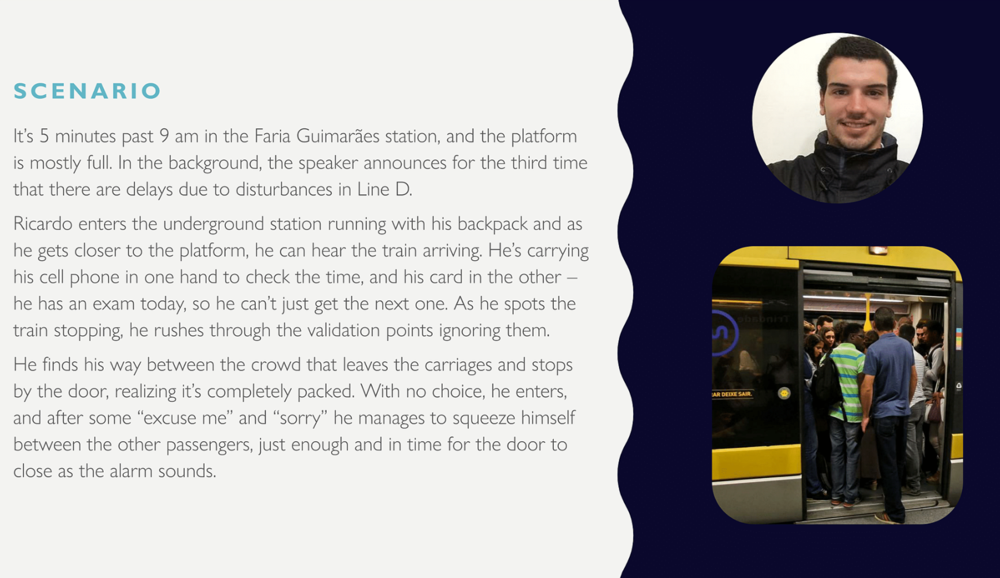 SCENARIO
It’s 5 minutes past 9 am in the Faria Guimarães station, and the platform
is mostly full. In the background, the speaker announces for the third time
that there are delays due to disturbances in Line D.
Ricardo enters the underground station running with his backpack and as
he gets closer to the platform, he can hear the train arriving. He’s carrying
his cell phone in one hand to check the time, and his card in the other –
he has an exam today, so he can’t just get the next one. As he spots the
train stopping, he rushes through the validation points ignoring them.
He finds his way between the crowd that leaves the carriages and stops
by the door, realizing it’s completely packed. With no choice, he enters,
and after some “excuse me” and “sorry” he manages to squeeze himself
between the other passengers, just enough and in time for the door to
close as the alarm sounds.
Trindade
DEIXE SAIR.